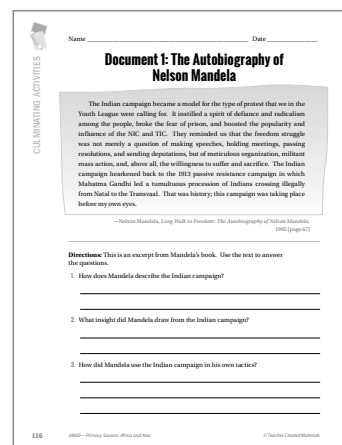 CULMINATING ACTIVITIES
Name Date
Document 1: The Autobiography of
Nelson Mandela
The Indian campaign became a model for the type of protest that we in the
Youth League were calling for. It instilled a spirit of defiance and radicalism
among the people, broke the fear of prison, and boosted the popularity and
influence of the NIC and TIC. They reminded us that the freedom struggle
was not merely a question of making speeches, holding meetings, passing
resolutions, and sending deputations, but of meticulous organization, militant
mass action, and, above all, the willingness to suffer and sacrifice. The Indian
campaign hearkened back to the 1913 passive resistance campaign in which
Mahatma Gandhi led a tumultuous procession of Indians crossing illegally
from Natal to the Transvaal. That was history; this campaign was taking place
before my own eyes.
—Nelson Mandela, Long Walk to Freedom: The Autobiography of Nelson Mandela,
1995 (page 67)
Directions: This is an excerpt from Mandela's book. Use the text to answer
the questions.
1. How does Mandela describe the Indian campaign?
2. What insight did Mandela draw from the Indian campaign?
3. How did Mandela use the Indian campaign in his own tactics?
116 28659—Primary Sources: Africa and Asia © Teacher Created Materials